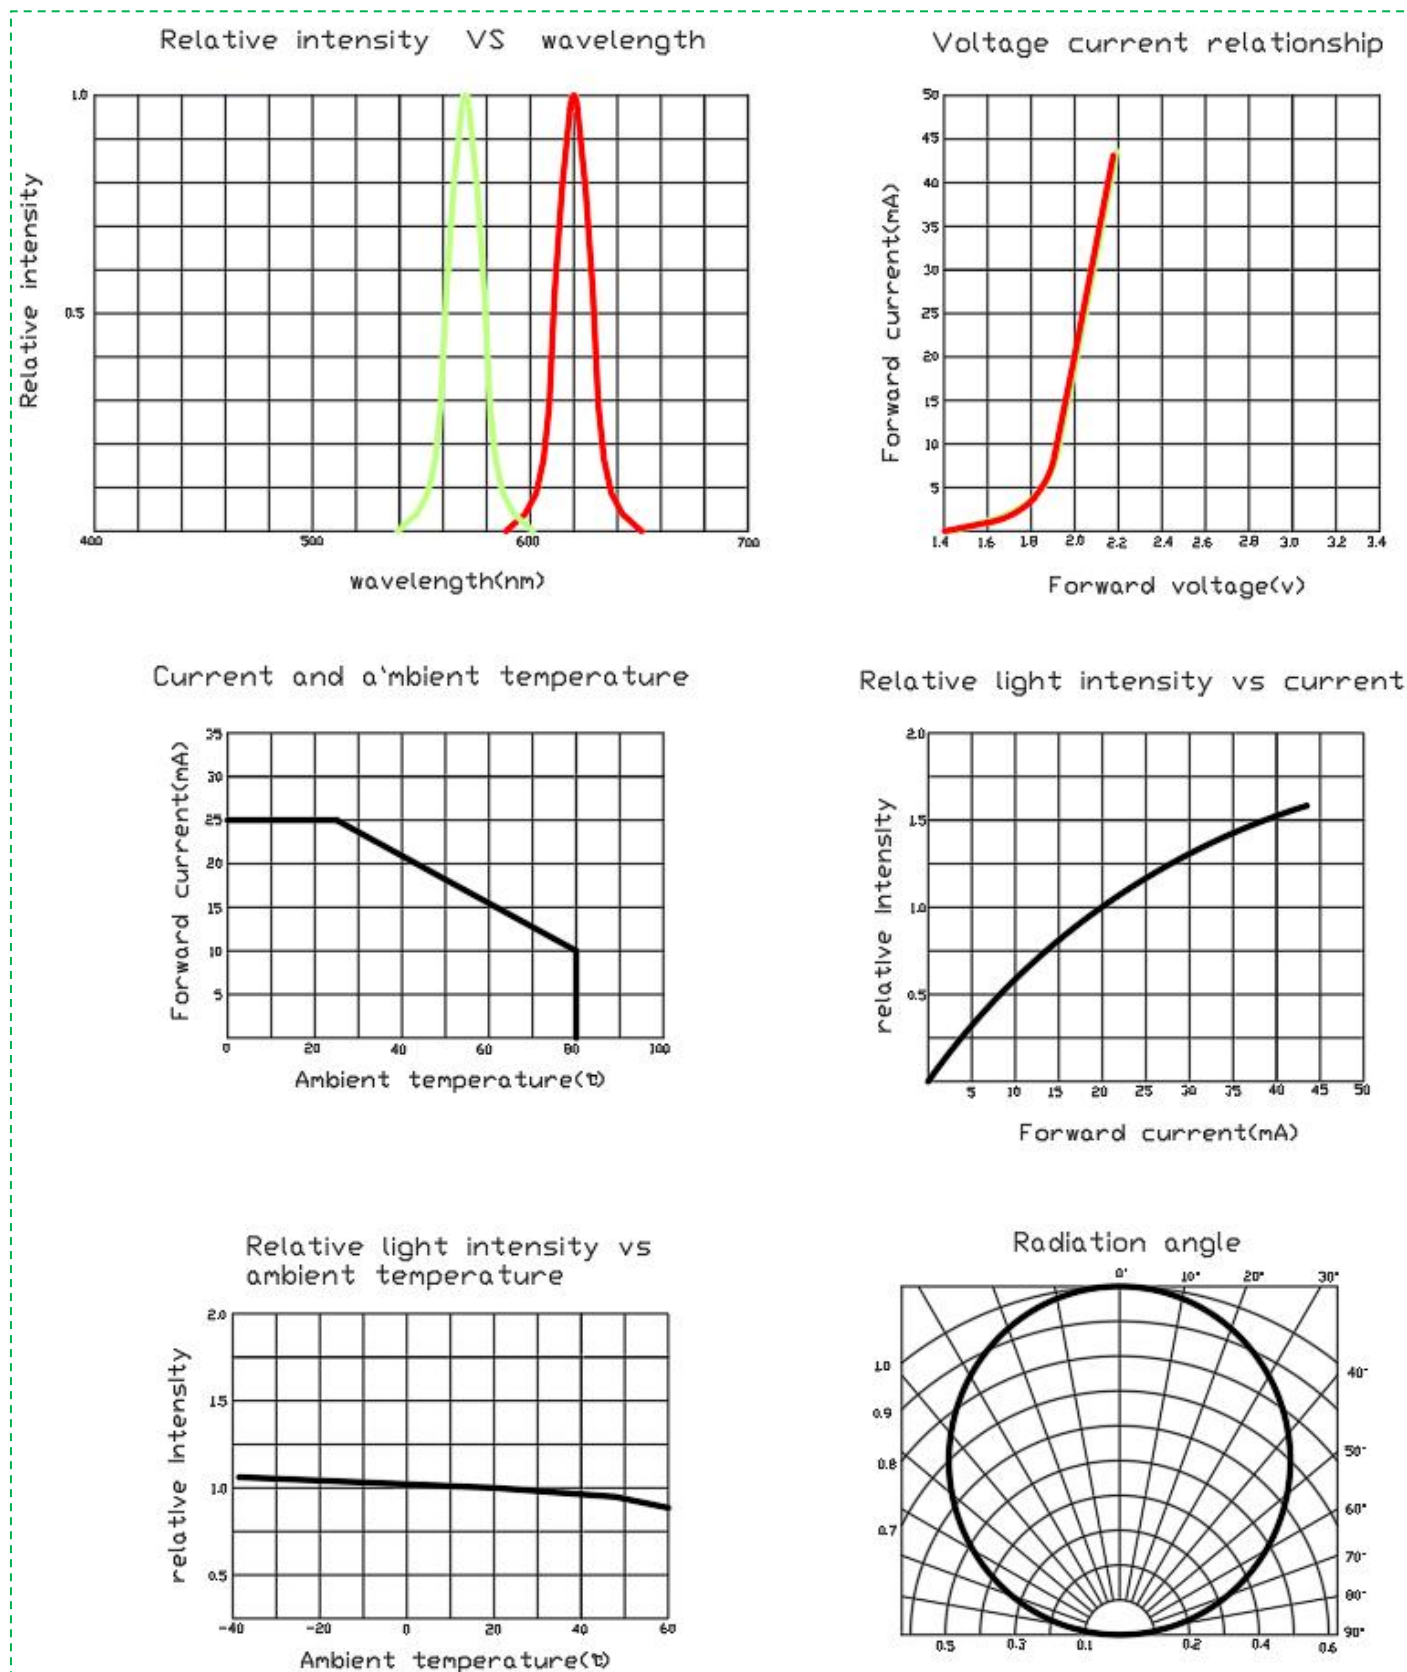 Relative intensity VS wavelength
1.0
0.5
Relative intensity
400 500 600 700
wavelength(nm)
Voltage current relationship
50
45
40
35
30
25
20
15
10
5
Forward current(mA)
1.4 1.6 1.8 2.0 2.2 2.4 2.6 2.8 3.0 3.2 3.4
Forward voltage(v)
Current and a'mbient temperature
35
30
25
20
15
10
5
Forward current(mA)
0 20 40 60 80 100
Ambient temperature(℃)
Relative light intensity vs current
2.0
1.5
1.0
0.5
relative Intensity
5 10 15 20 25 30 35 40 45 50
Forward current(mA)
Relative light intensity vs
ambient temperature
2.0
1.5
1.0
0.5
relative Intensity
-40 -20 0 20 40 60
Ambient temperature(℃)
Radiation angle
0° 10° 20° 30°
1.0 40°
0.9
0.8 50°
60°
0.7
70°
80°
90°
0.5 0.3 0.1 0.2 0.4 0.6